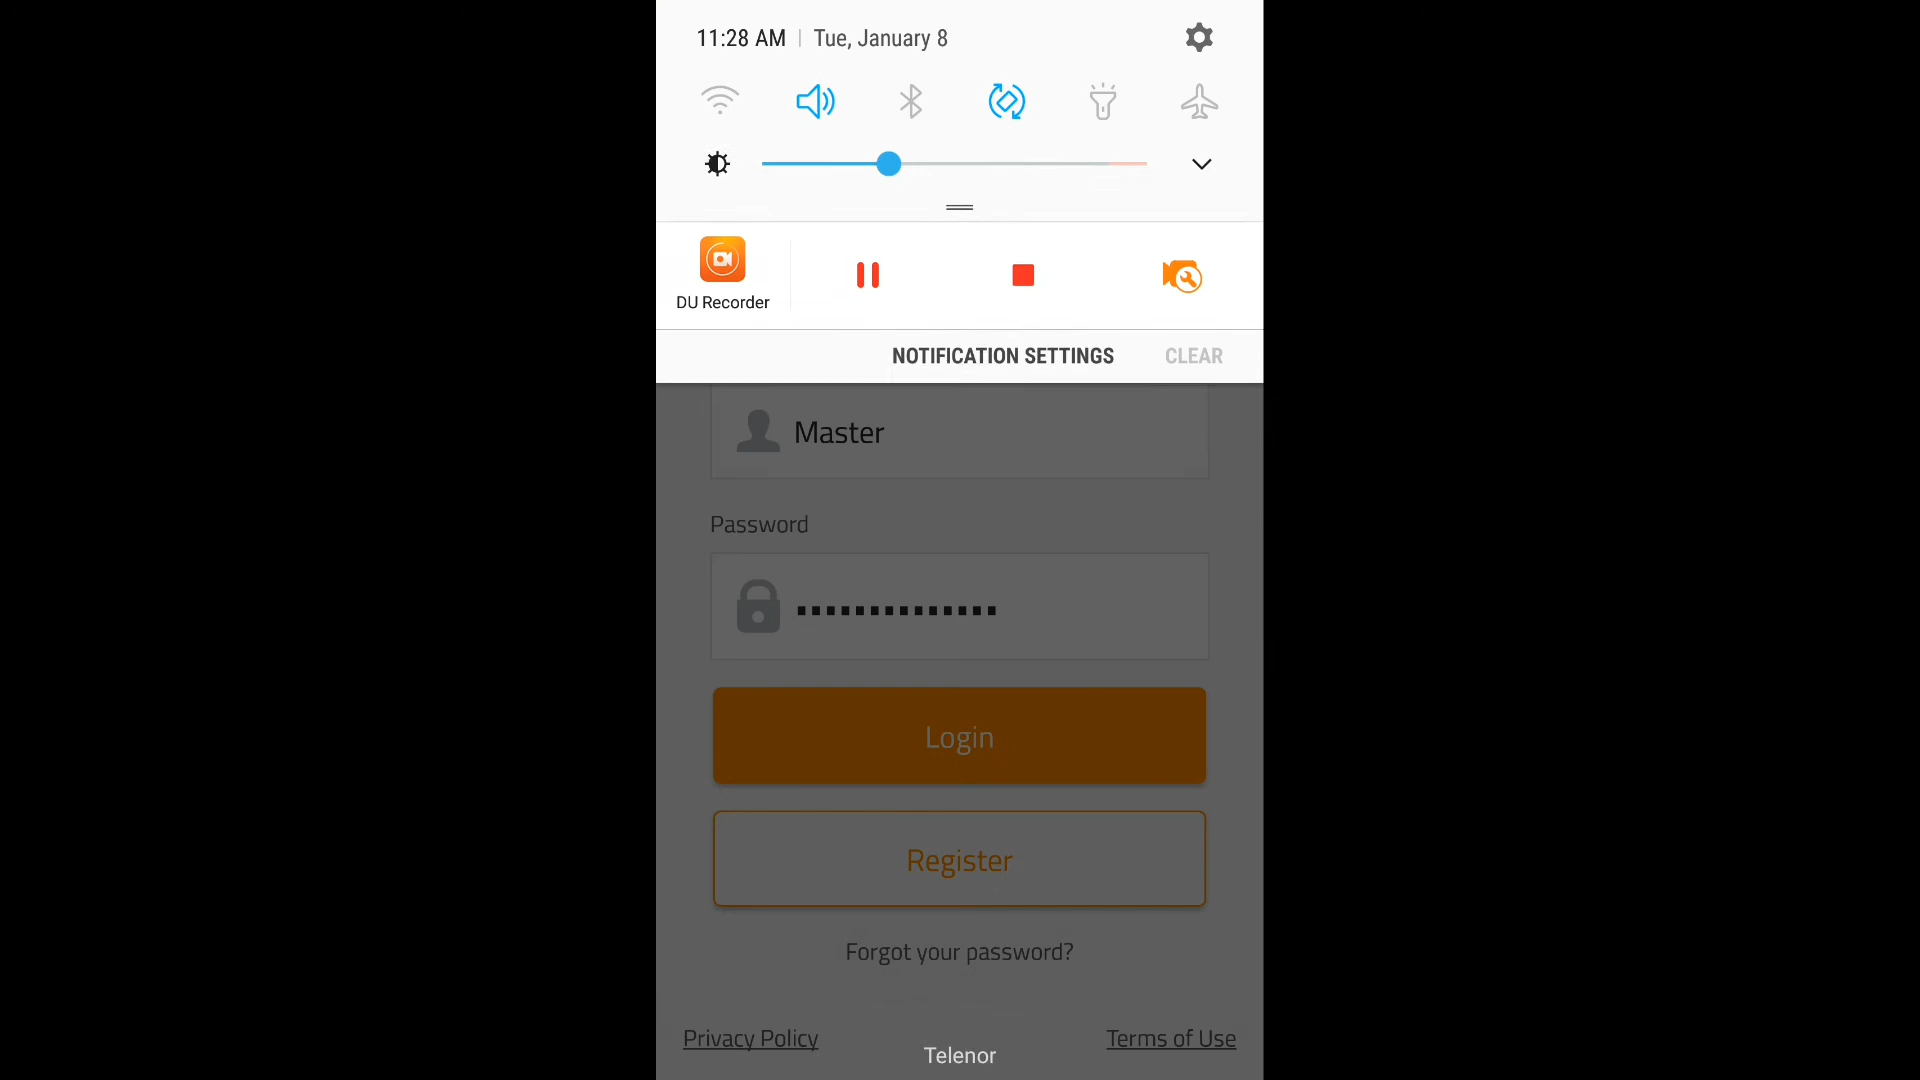 11:28 AM | Tue, January 8
DU Recorder
NOTIFICATION SETTINGS CLEAR
Master
Password
Login
Register
Forgot your password?
Privacy Policy Terms of Use
Telenor